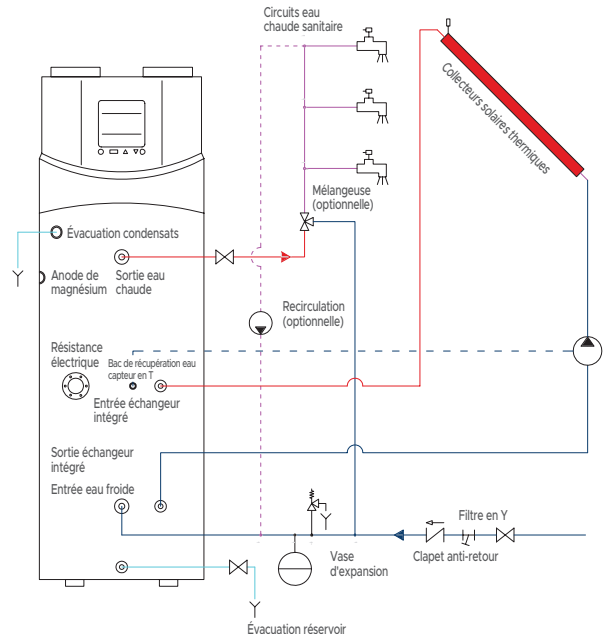 Circuits eau
chaude sanitaire
Collecteurs solaires thermiques
Mélangeuse
(optionnelle)
Évacuation condensats
Anode de
magnésium
Sortie eau
chaude
Recirculation
(optionnelle)
Résistance
électrique
Bac de récupération eau
capteur en T
Entrée échangeur
intégré
Sortie échangeur
intégré
Entrée eau froide
Filtre en Y
Clapet anti-retour
Vase
d'expansion
Évacuation réservoir